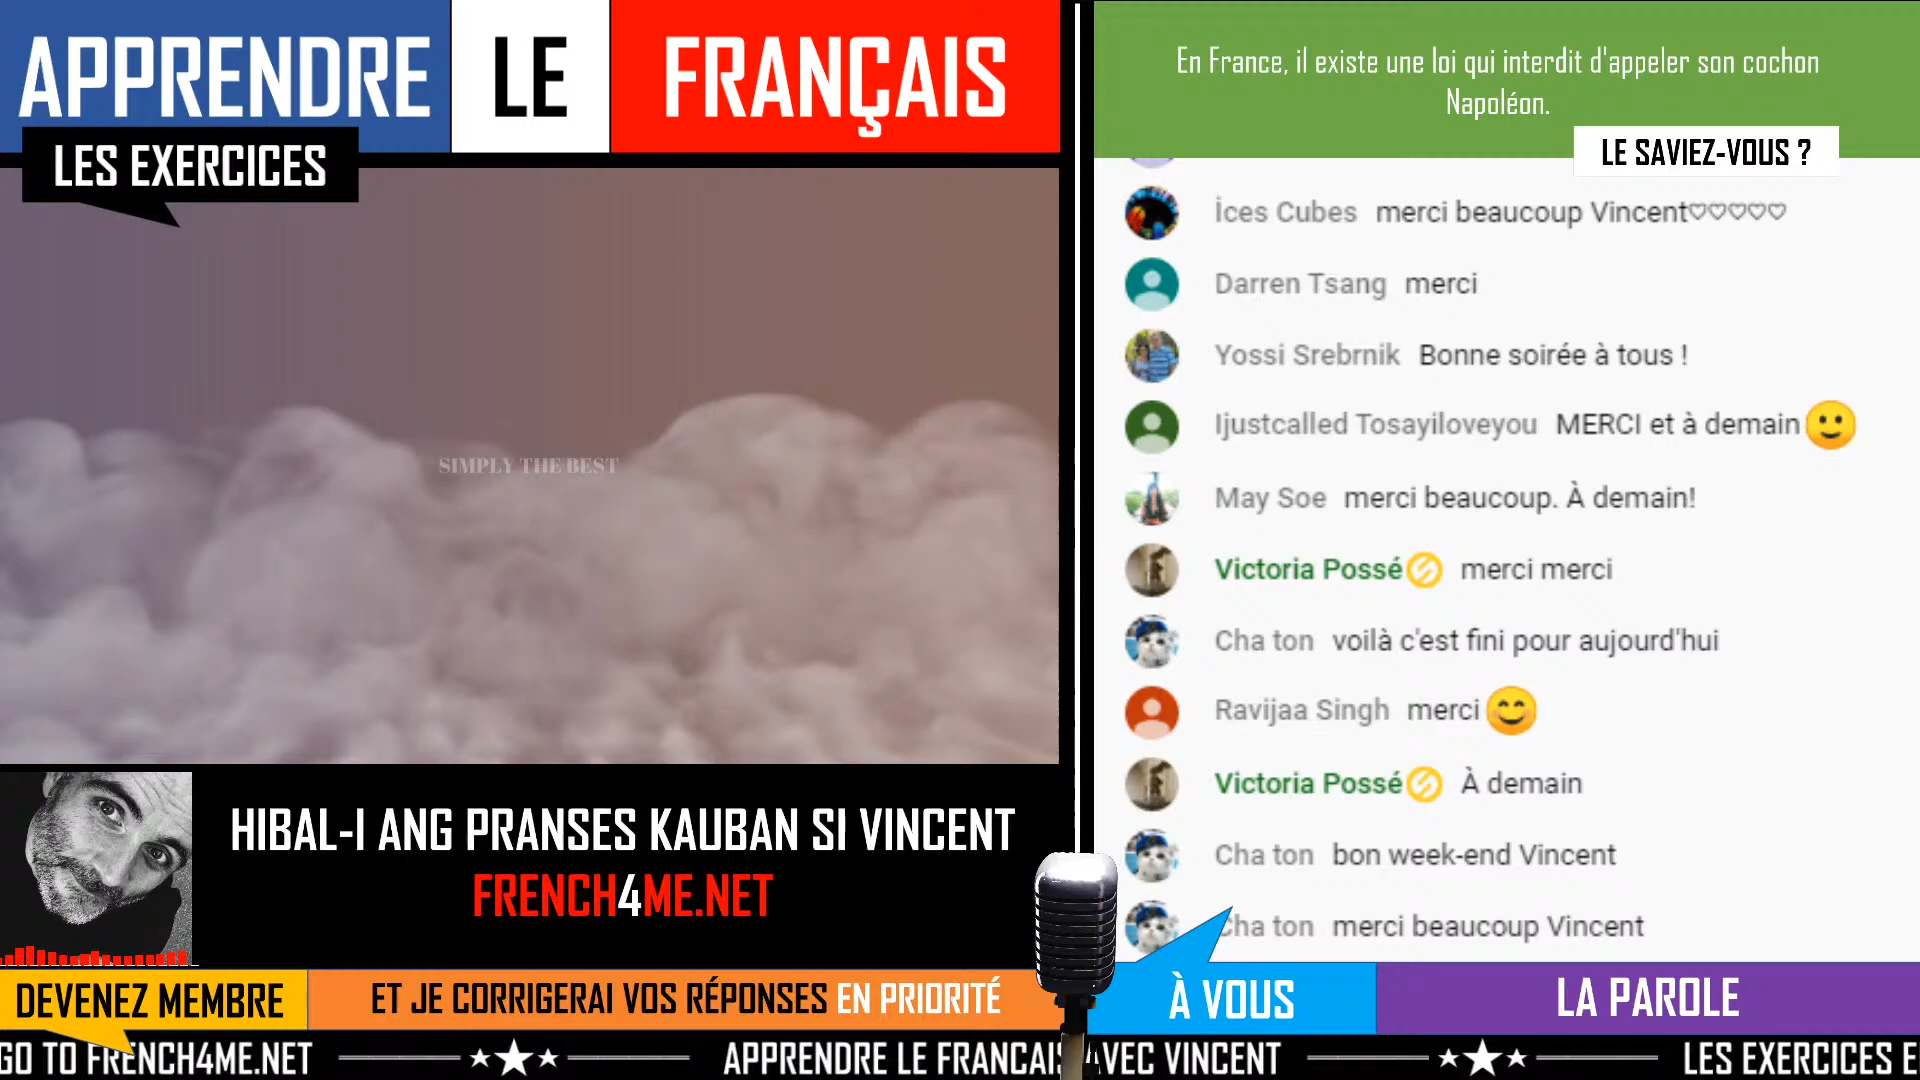 APPRENDRE LE FRANÇAIS
LES EXERCICES
SIMPLY THE BEST
HIBAL-I ANG PRANSES KAUBAN SI VINCENT
FRENCH4ME.NET
DEVENEZ MEMBRE
ET JE CORRIGERAI VOS RÉPONSES EN PRIORITÉ
En France, il existe une loi qui interdit d'appeler son cochon
Napoléon.
LE SAVIEZ-VOUS ?
İces Cubes merci beaucoup Vincent♡♡♡♡♡
Darren Tsang merci
Yossi Srebrnik Bonne soirée à tous !
Ijustcalled Tosayiloveyou MERCI et à demain🙂
May Soe merci beaucoup. À demain!
Victoria Possé merci merci
Cha ton voilà c'est fini pour aujourd'hui
Ravijaa Singh merci😊
Victoria Possé À demain
Cha ton bon week-end Vincent
Cha ton merci beaucoup Vincent
À VOUS
LA PAROLE
GO TO FRENCH4ME.NET ★★★ APPRENDRE LE FRANCAIS AVEC VINCENT ★★★ LES EXERCICES E